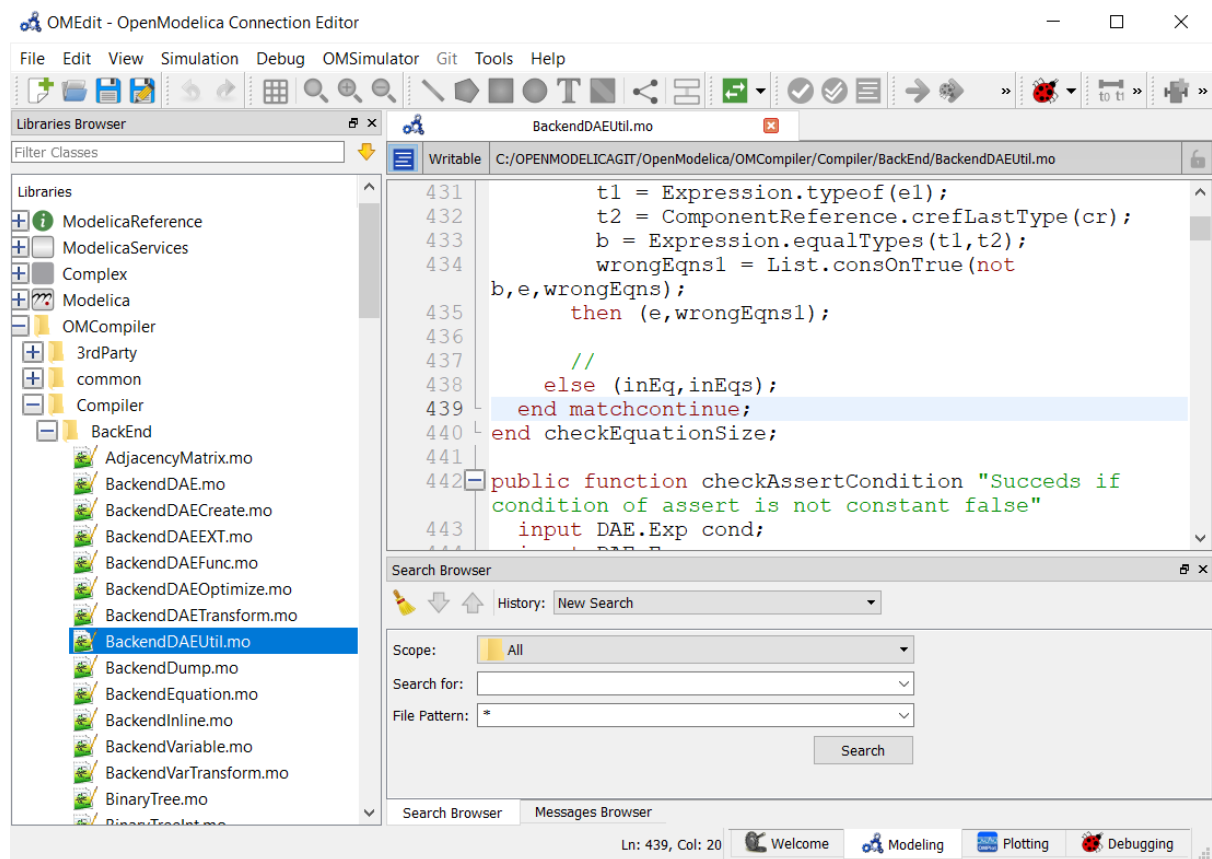 OMEdit - OpenModelica Connection Editor
File Edit View Simulation Debug OMSimulator Git Tools Help
T
to t1
» » »
Libraries Browser
BackendDAEUtil.mo
Filter Classes
Writable C:/OPENMODELICAGIT/OpenModelica/OMCompiler/Compiler/BackEnd/BackendDAEUtil.mo
Libraries
ModelicaReference
ModelicaServices
Complex
Modelica
OMCompiler
3rdParty
common
Compiler
BackEnd
AdjacencyMatrix.mo
BackendDAE.mo
BackendDAECreate.mo
BackendDAEEXT.mo
BackendDAEFunc.mo
BackendDAEOptimize.mo
BackendDAETransform.mo
BackendDAEUtil.mo
BackendDump.mo
BackendEquation.mo
BackendInline.mo
BackendVariable.mo
BackendVarTransform.mo
BinaryTree.mo
BinaryTreeInt.mo
431 t1 = Expression.typeof(e1);
432 t2 = ComponentReference.crefLastType(cr);
433 b = Expression.equalTypes(t1,t2);
434 wrongEqns1 = List.consOnTrue(not
b,e,wrongEqns);
435 then (e,wrongEqns1);
436
437 //
438 else (inEq,inEqs);
439 end matchcontinue;
440 end checkEquationSize;
441
442 public function checkAssertCondition "Succeds if
condition of assert is not constant false"
443 input DAE.Exp cond;
Search Browser
History: New Search
Scope: All
Search for:
File Pattern: *
Search
Search Browser Messages Browser
Ln: 439, Col: 20 Welcome Modeling Plotting Debugging